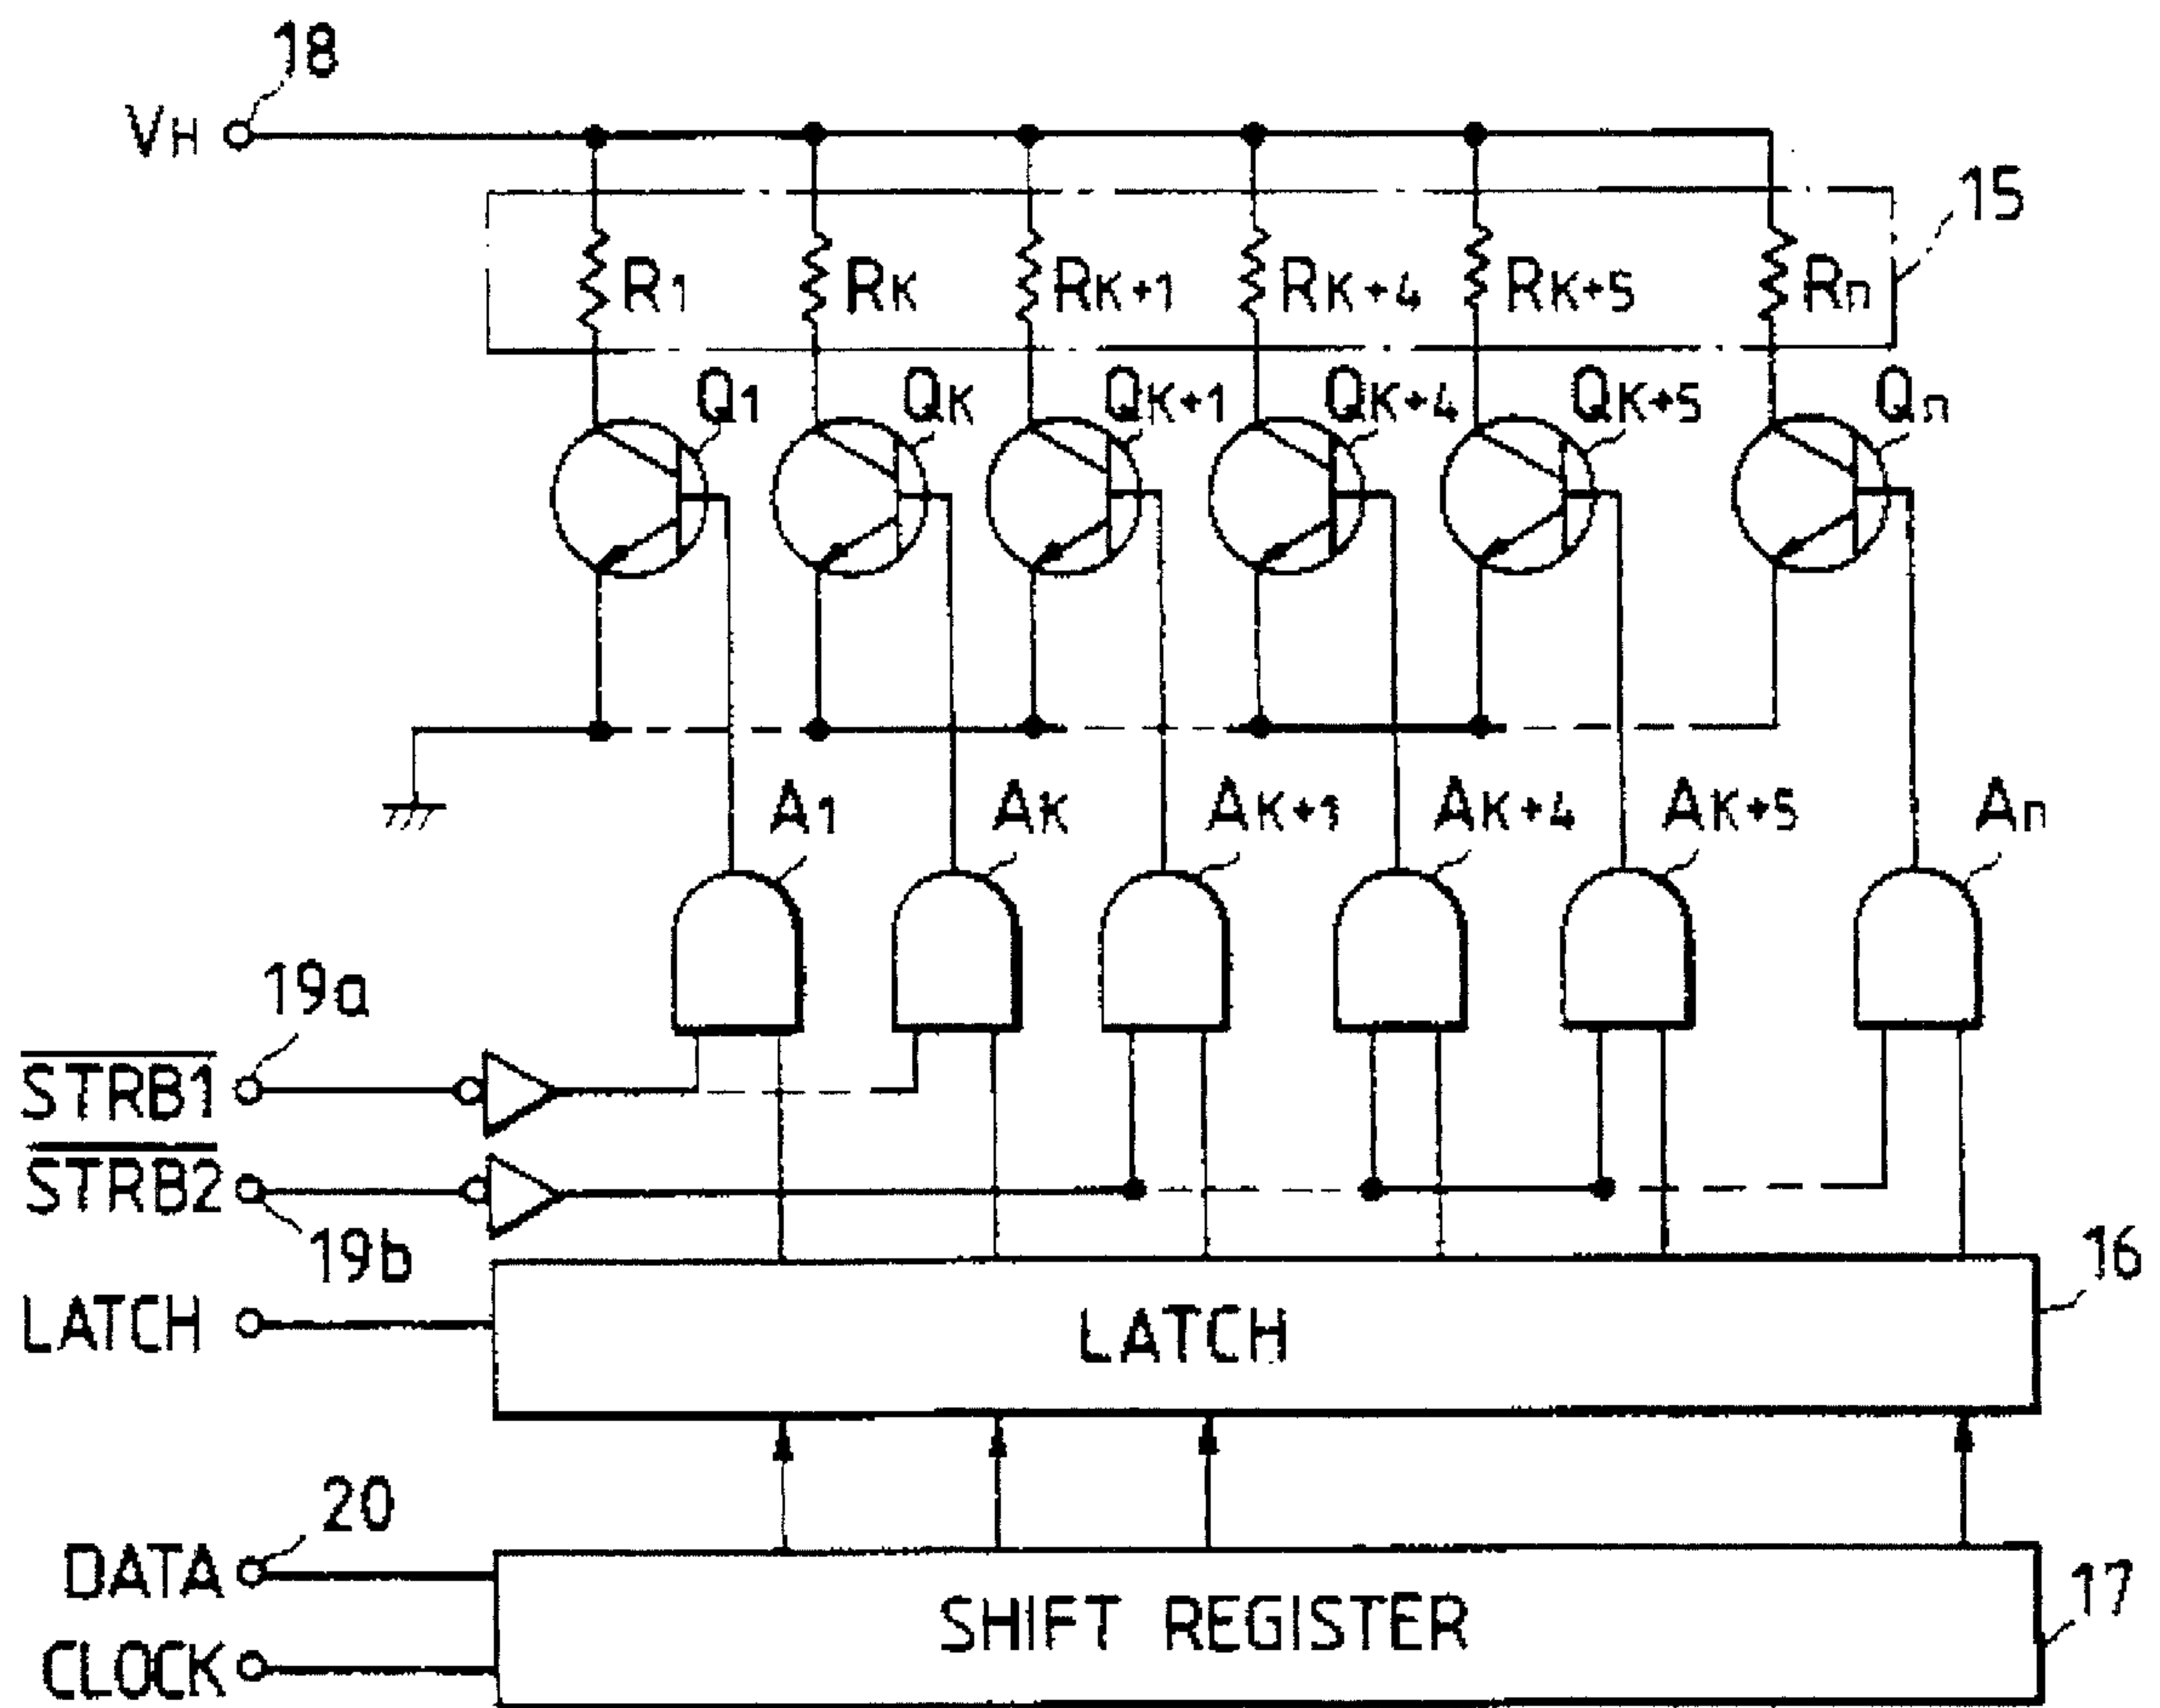 18
VH
15
R1 RK RK+1 RK+4 RK+5 Rn
Q1 QK QK+1 QK+4 QK+5 Qn
A1 AK AK+1 AK+4 AK+5 An
19a
STRB1
STRB2
19b
16
LATCH LATCH
20
DATA
17
SHIFT REGISTER
CLOCK